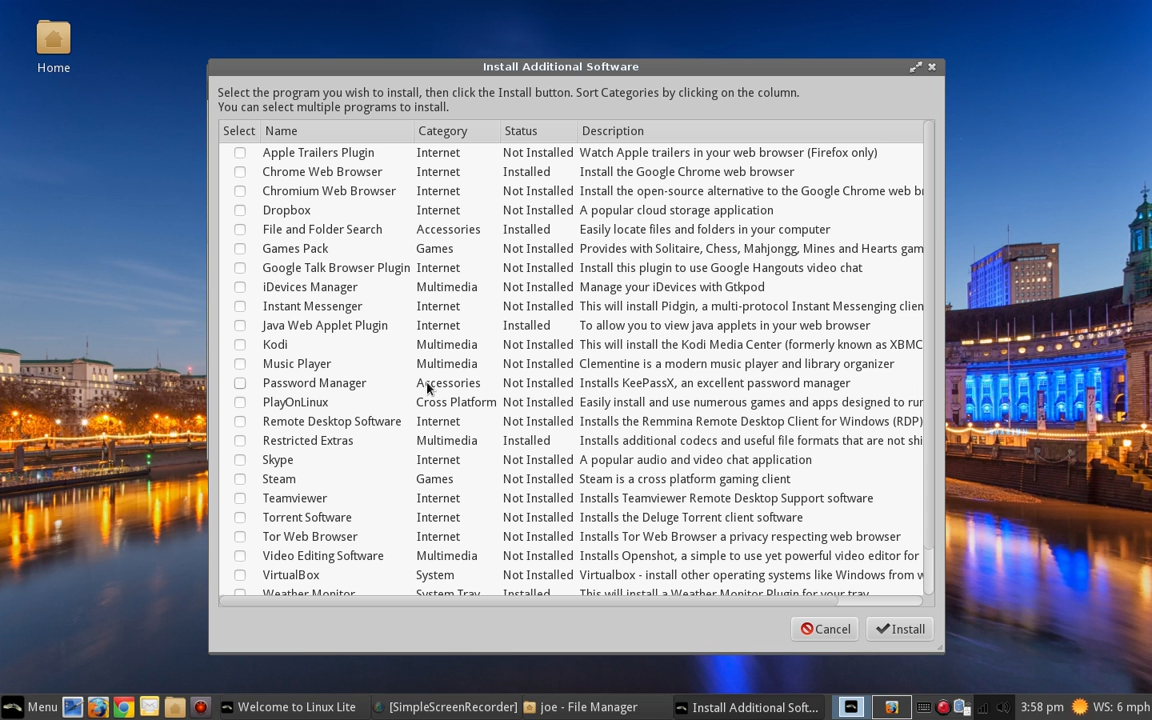 Home
Install Additional Software
Select the program you wish to install, then click the Install button. Sort Categories by clicking on the column.
You can select multiple programs to install.
Select Name Category Status Description
Apple Trailers Plugin Internet Not Installed Watch Apple trailers in your web browser (Firefox only)
Chrome Web Browser Internet Installed Install the Google Chrome web browser
Chromium Web Browser Internet Not Installed Install the open-source alternative to the Google Chrome web br
Dropbox Internet Not Installed A popular cloud storage application
File and Folder Search Accessories Installed Easily locate files and folders in your computer
Games Pack Games Not Installed Provides with Solitaire, Chess, Mahjongg, Mines and Hearts gam
Google Talk Browser Plugin Internet Not Installed Install this plugin to use Google Hangouts video chat
iDevices Manager Multimedia Not Installed Manage your iDevices with Gtkpod
Instant Messenger Internet Not Installed This will install Pidgin, a multi-protocol Instant Messenging clien
Java Web Applet Plugin Internet Installed To allow you to view java applets in your web browser
Kodi Multimedia Not Installed This will install the Kodi Media Center (formerly known as XBMC
Music Player Multimedia Not Installed Clementine is a modern music player and library organizer
Password Manager Accessories Not Installed Installs KeePassX, an excellent password manager
PlayOnLinux Cross Platform Not Installed Easily install and use numerous games and apps designed to run
Remote Desktop Software Internet Not Installed Installs the Remmina Remote Desktop Client for Windows (RDP)
Restricted Extras Multimedia Installed Installs additional codecs and useful file formats that are not shi
Skype Internet Not Installed A popular audio and video chat application
Steam Games Not Installed Steam is a cross platform gaming client
Teamviewer Internet Not Installed Installs Teamviewer Remote Desktop Support software
Torrent Software Internet Not Installed Installs the Deluge Torrent client software
Tor Web Browser Internet Not Installed Installs Tor Web Browser a privacy respecting web browser
Video Editing Software Multimedia Not Installed Installs Openshot, a simple to use yet powerful video editor for
VirtualBox System Not Installed Virtualbox - install other operating systems like Windows from w
Weather Monitor System Tray Installed This will install a Weather Monitor Plugin for your tray
Cancel Install
Menu Welcome to Linux Lite [SimpleScreenRecorder] joe - File Manager Install Additional Soft... 3:58 pm WS: 6 mph